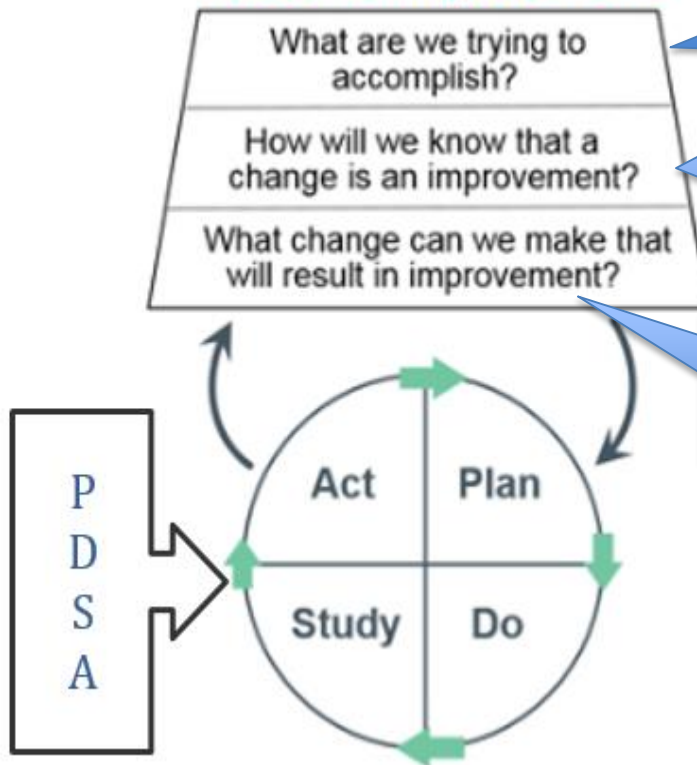 What are we trying to
accomplish?
How will we know that a
change is an improvement?
What change can we make that
will result in improvement?
P
D
S
A
Act
Plan
Study
Do